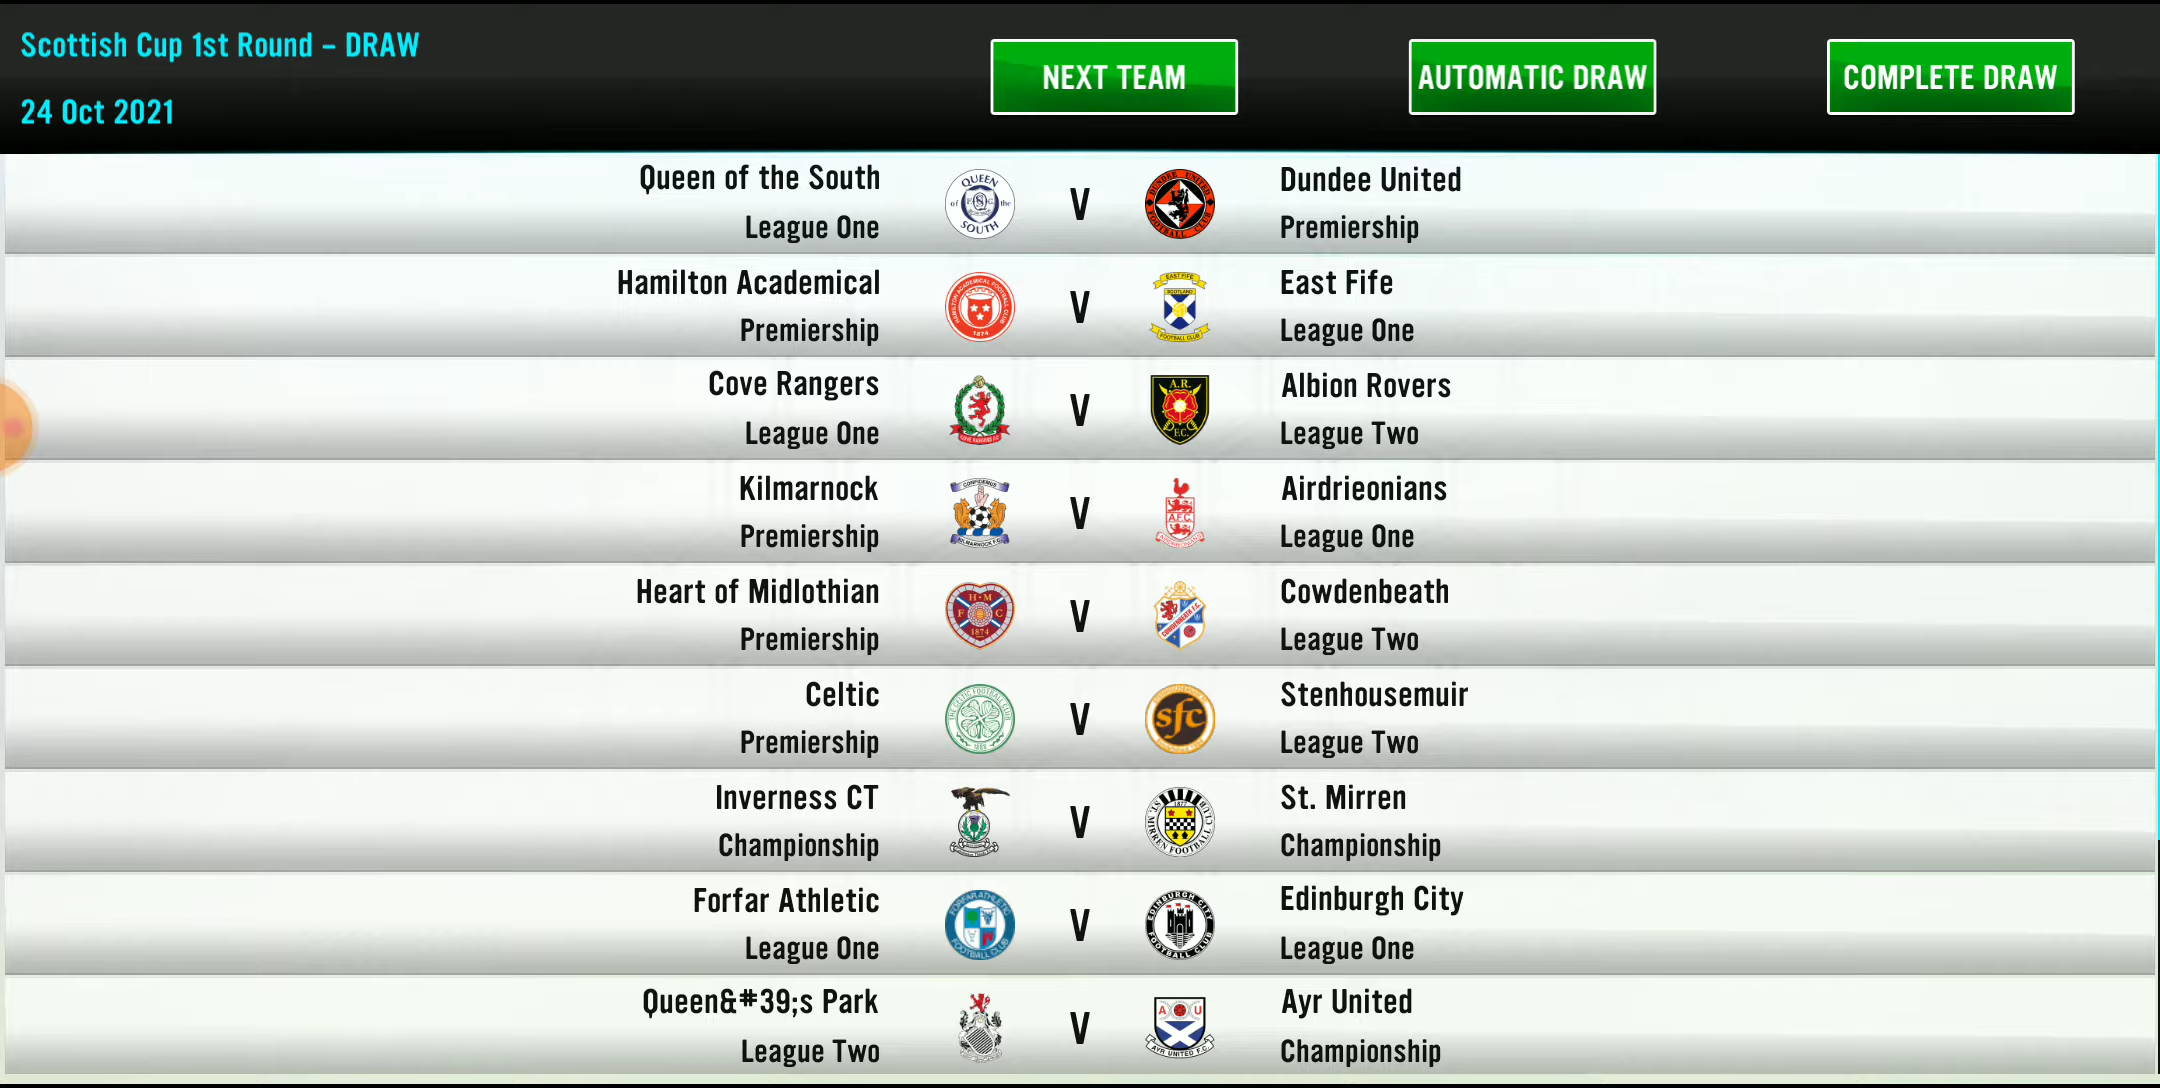 Scottish Cup 1st Round – DRAW
24 Oct 2021
NEXT TEAM
AUTOMATIC DRAW
COMPLETE DRAW
Queen of the South V Dundee United
League One Premiership
Hamilton Academical V East Fife
Premiership League One
Cove Rangers V Albion Rovers
League One League Two
Kilmarnock V Airdrieonians
Premiership League One
Heart of Midlothian V Cowdenbeath
Premiership League Two
Celtic V Stenhousemuir
Premiership League Two
Inverness CT V St. Mirren
Championship Championship
Forfar Athletic V Edinburgh City
League One League One
Queen&#39;s Park V Ayr United
League Two Championship